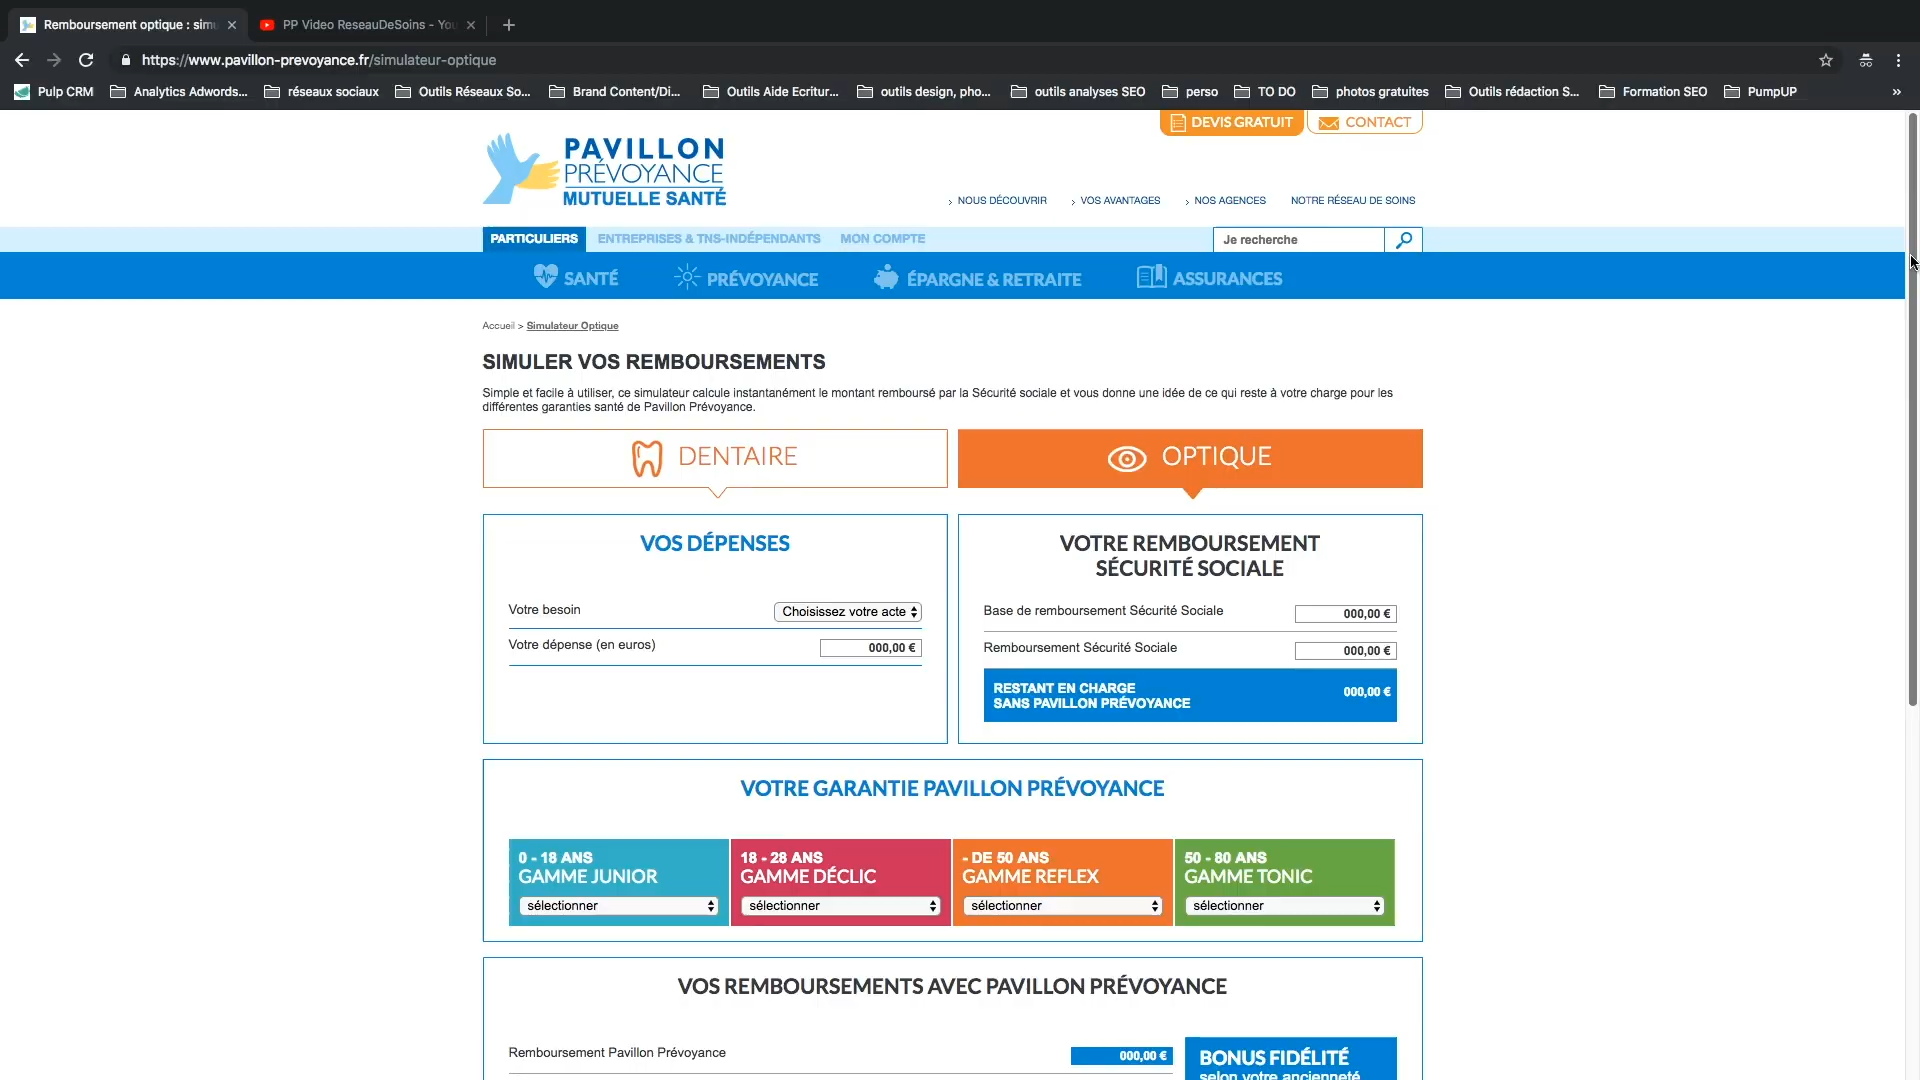 Remboursement optique : sim
PP Video ReseauDeSoins - You
https://www.pavillon-prevoyance.fr/simulateur-optique
Pulp CRM
Analytics Adwords...
réseaux sociaux
Outils Réseaux So...
Brand Content/Di...
Outils Aide Ecritur...
outils design, pho...
outils analyses SEO
perso
TO DO
photos gratuites
Outils rédaction S...
Formation SEO
PumpUP
»
DEVIS GRATUIT
CONTACT
PAVILLON
PRÉVOYANCE
MUTUELLE SANTÉ
NOUS DÉCOUVRIR
VOS AVANTAGES
NOS AGENCES
NOTRE RÉSEAU DE SOINS
PARTICULIERS
ENTREPRISES & TNS-INDÉPENDANTS
MON COMPTE
Je recherche
SANTÉ
PRÉVOYANCE
ÉPARGNE & RETRAITE
ASSURANCES
Accueil > Simulateur Optique
SIMULER VOS REMBOURSEMENTS
Simple et facile à utiliser, ce simulateur calcule instantanément le montant remboursé par la Sécurité sociale et vous donne une idée de ce qui reste à votre charge pour les
différentes garanties santé de Pavillon Prévoyance.
DENTAIRE
OPTIQUE
VOS DÉPENSES
Votre besoin
Choisissez votre acte
Votre dépense (en euros)
000,00 €
VOTRE REMBOURSEMENT
SÉCURITÉ SOCIALE
Base de remboursement Sécurité Sociale
000,00 €
Remboursement Sécurité Sociale
000,00 €
RESTANT EN CHARGE
SANS PAVILLON PRÉVOYANCE
000,00 €
VOTRE GARANTIE PAVILLON PRÉVOYANCE
0 - 18 ANS
GAMME JUNIOR
sélectionner
18 - 28 ANS
GAMME DÉCLIC
sélectionner
- DE 50 ANS
GAMME REFLEX
sélectionner
50 - 80 ANS
GAMME TONIC
sélectionner
VOS REMBOURSEMENTS AVEC PAVILLON PRÉVOYANCE
Remboursement Pavillon Prévoyance
000,00 €
BONUS FIDÉLITÉ
selon votre ancienneté